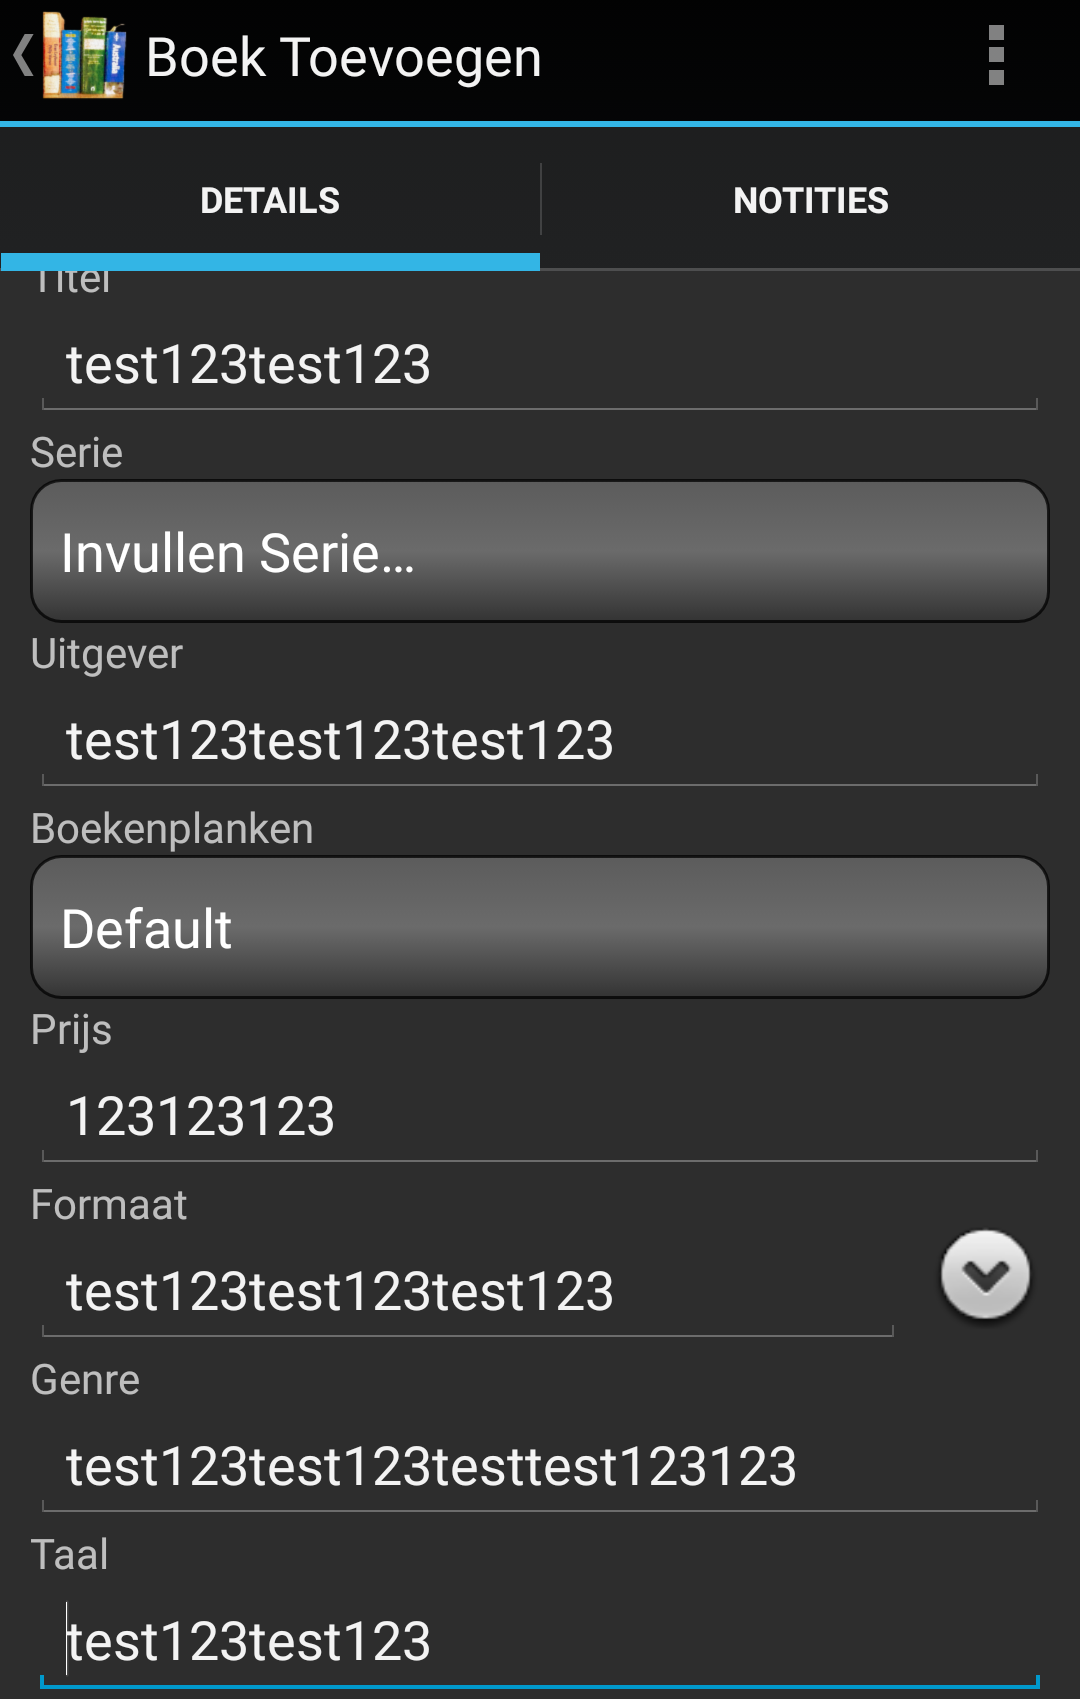 Boek Toevoegen
DETAILS
NOTITIES
Titel
test123test123
Serie
Invullen Serie...
Uitgever
test123test123test123
Boekenplanken
Default
Prijs
123123123
Formaat
test123test123test123
Genre
test123test123testtest123123
Taal
test123test123